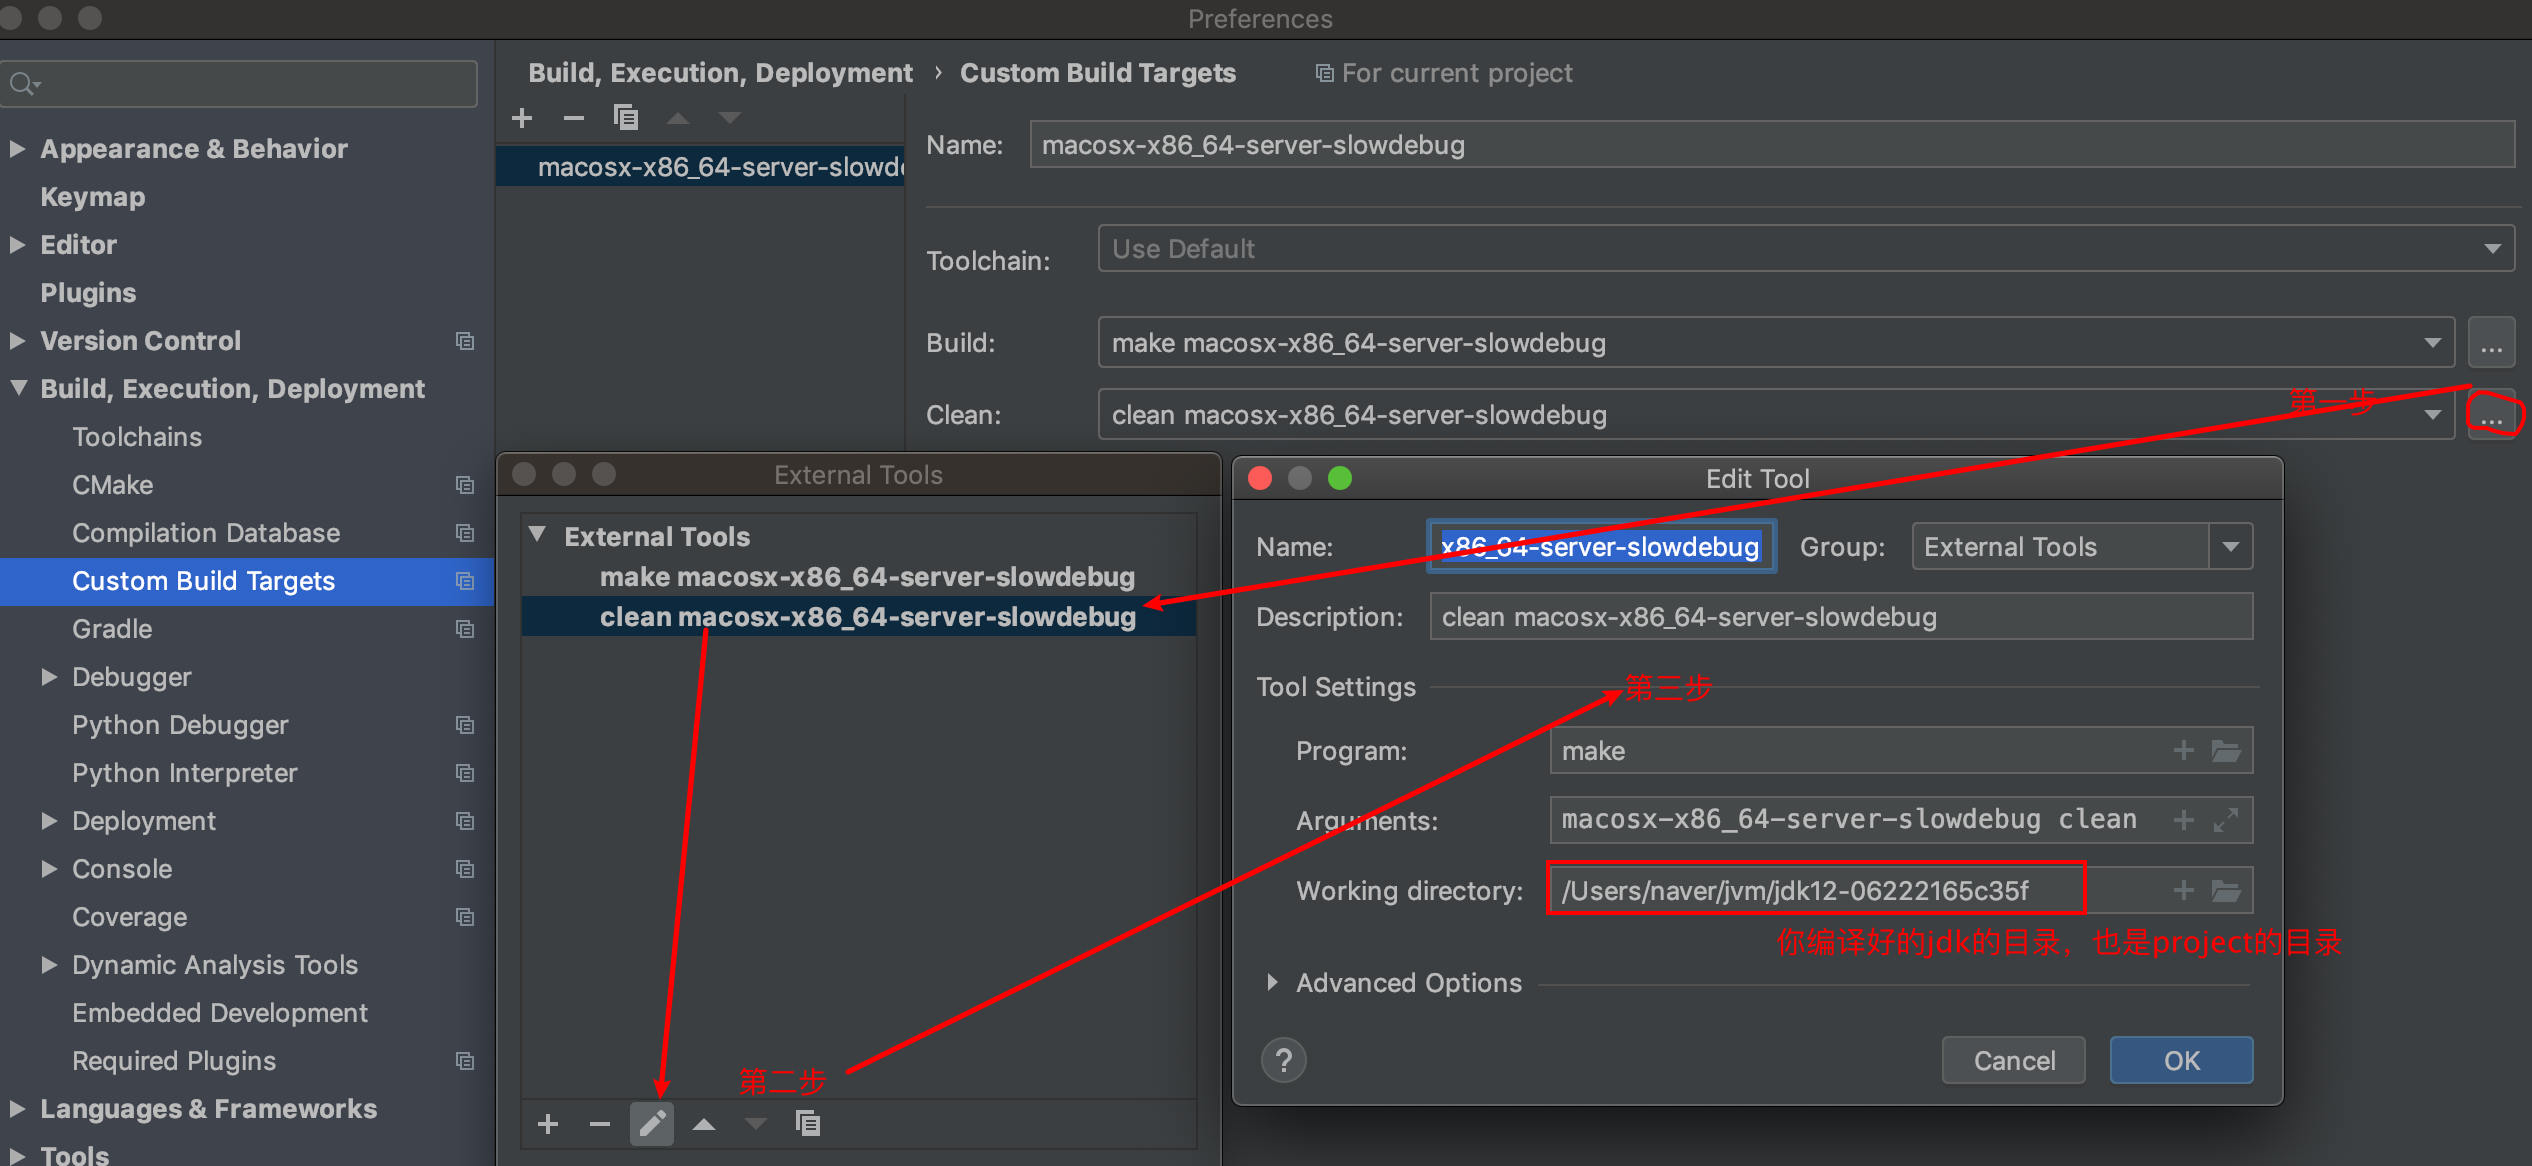 Preferences
Appearance & Behavior
Keymap
Editor
Plugins
Version Control
Build, Execution, Deployment
Toolchains
CMake
Compilation Database
Custom Build Targets
Gradle
Debugger
Python Debugger
Python Interpreter
Deployment
Console
Coverage
Dynamic Analysis Tools
Embedded Development
Required Plugins
Languages & Frameworks
Tools
Build, Execution, Deployment › Custom Build Targets For current project
macosx-x86_64-server-slowde
Name: macosx-x86_64-server-slowdebug
Toolchain: Use Default
Build: make macosx-x86_64-server-slowdebug ...
第一步
Clean: clean macosx-x86_64-server-slowdebug ...
External Tools
External Tools
make macosx-x86_64-server-slowdebug
clean macosx-x86_64-server-slowdebug
第二步
Edit Tool
Name: x86_64-server-slowdebug Group: External Tools
Description: clean macosx-x86_64-server-slowdebug
Tool Settings 第三步
Program: make
Arguments: macosx-x86_64-server-slowdebug clean
Working directory: /Users/naver/jvm/jdk12-06222165c35f
你编译好的jdk的目录，也是project的目录
Advanced Options
? Cancel OK